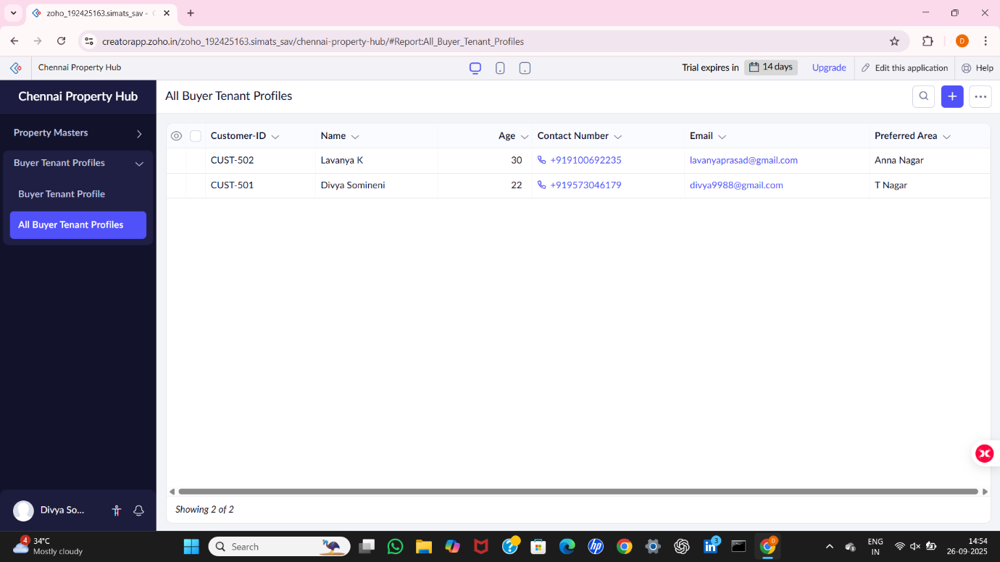 zoho_192425163.simats_sav -
creatorapp.zoho.in/zoho_192425163.simats_sav/chennai-property-hub/#Report:All_Buyer_Tenant_Profiles
D
Chennai Property Hub
Trial expires in 14 days Upgrade Edit this application Help
Chennai Property Hub
Property Masters
Buyer Tenant Profiles
Buyer Tenant Profile
All Buyer Tenant Profiles
All Buyer Tenant Profiles
Customer-ID Name Age Contact Number Email Preferred Area
CUST-502 Lavanya K 30 +919100692235 lavanyaprasad@gmail.com Anna Nagar
CUST-501 Divya Somineni 22 +919573046179 divya9988@gmail.com T Nagar
Showing 2 of 2
Divya So...
4 34°C
Mostly cloudy
Search
hp
3
D
ENG
IN
14:54
26-09-2025